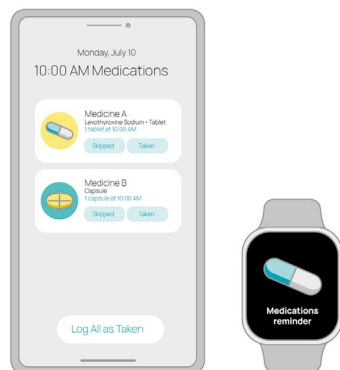 Monday, July 10
10:00 AM Medications
Medicine A
Levothyroxine Sodium • Tablet
1 tablet at 10:00 AM
Skipped
Taken
Medicine B
Capsule
1 capsule at 10:00 AM
Skipped
Taken
Log All as Taken
Medications
reminder